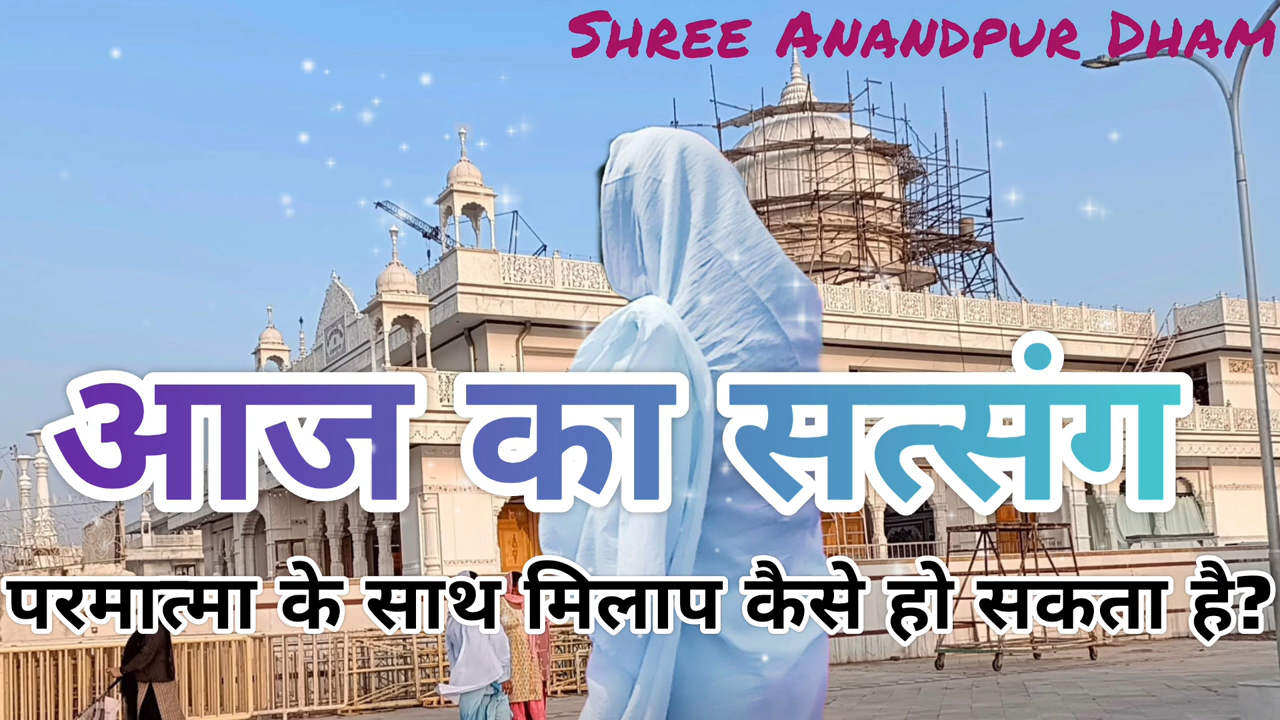 SHREE ANANDPUR DHAM
आज का सत्संग
परमात्मा के साथ मिलाप कैसे हो सकता है?